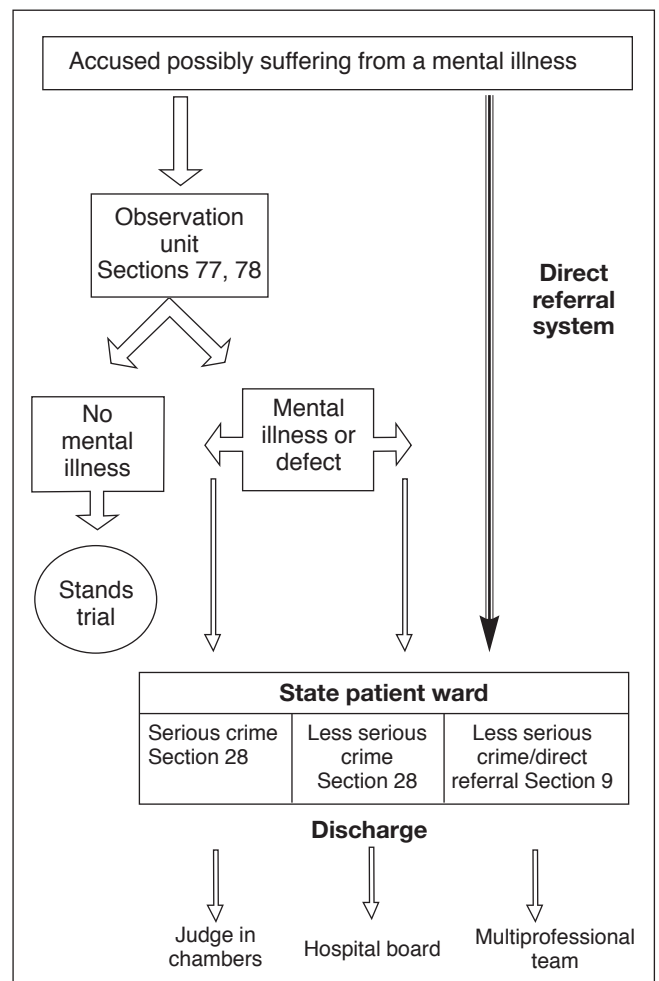 Accused possibly suffering from a mental illness
Observation
unit
Sections 77, 78
Direct
referral
system
No
mental
illness
Mental
illness or
defect
Stands
trial
State patient ward
Serious crime
Section 28
Less serious
crime
Section 28
Less serious
crime/direct
referral Section 9
Discharge
Judge in
chambers
Hospital board
Multiprofessional
team